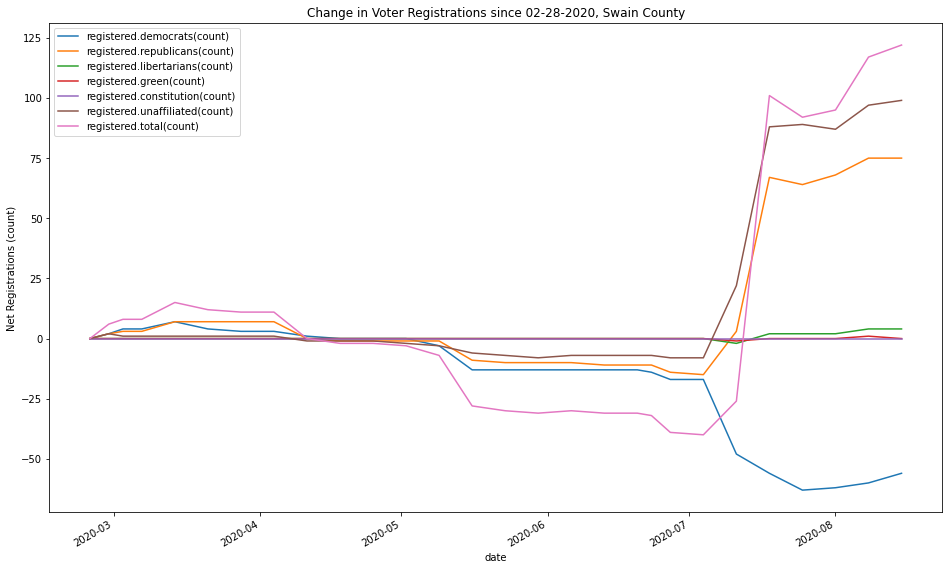 Change in Voter Registrations since 02-28-2020, Swain County
registered.democrats(count)
registered.republicans(count)
registered.libertarians(count)
registered.green(count)
registered.constitution(count)
registered.unaffiliated(count)
registered.total(count)
Net Registrations (count)
125
100
75
50
25
0
−25
−50
2020-03
2020-04
2020-05
2020-06
2020-07
2020-08
date